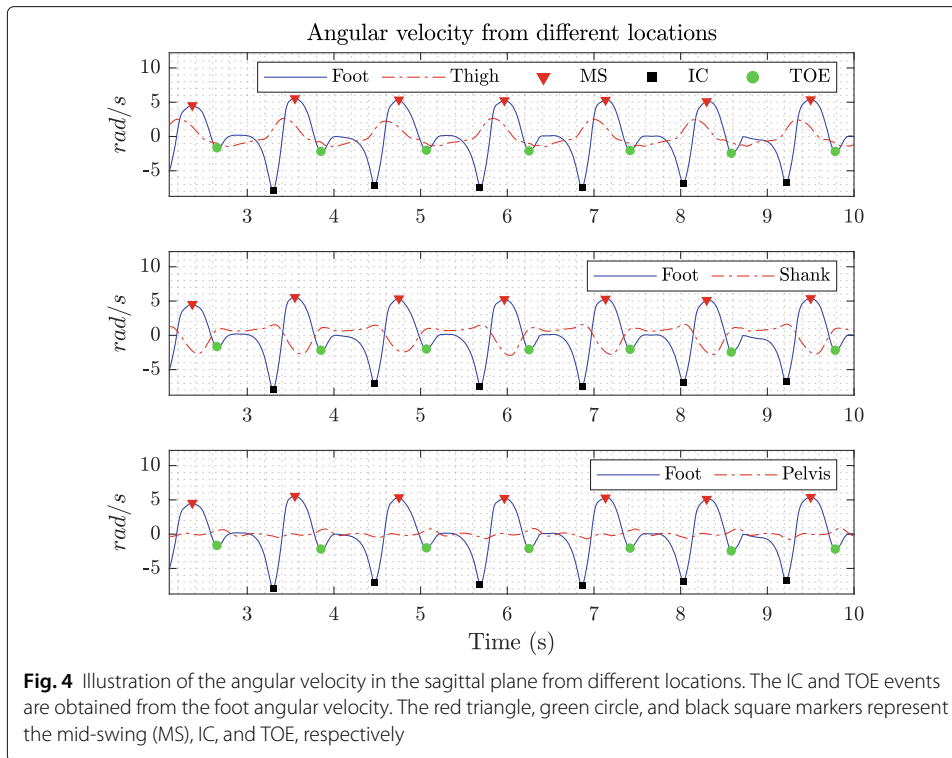 Angular velocity from different locations
10
5
0
-5
rad/s
Foot Thigh MS IC TOE
3 4 5 6 7 8 9 10
10
5
0
-5
rad/s
Foot Shank
3 4 5 6 7 8 9 10
10
5
0
-5
rad/s
Foot Pelvis
3 4 5 6 7 8 9 10
Time (s)
Fig. 4 Illustration of the angular velocity in the sagittal plane from different locations. The IC and TOE events
are obtained from the foot angular velocity. The red triangle, green circle, and black square markers represent
the mid-swing (MS), IC, and TOE, respectively